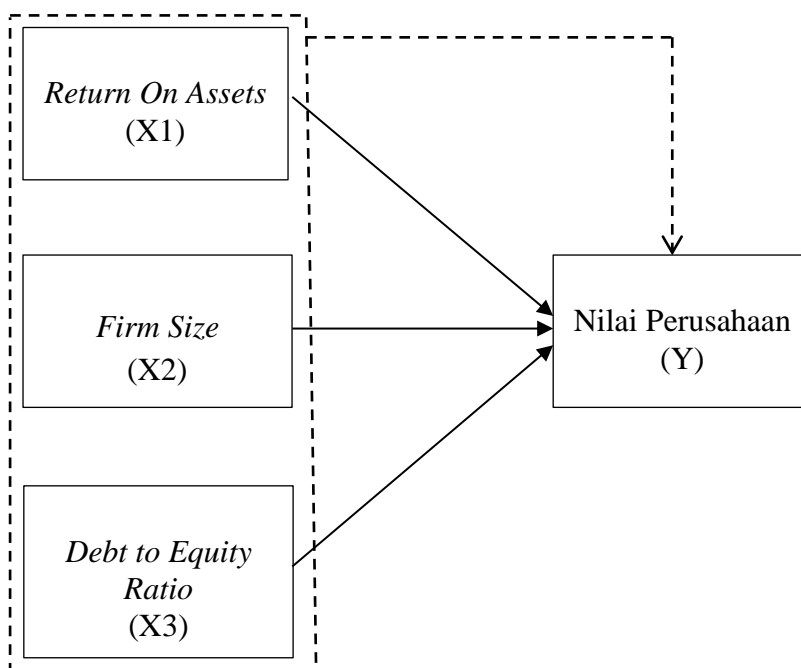 Return On Assets
(X1)
Firm Size
(X2)
Nilai Perusahaan
(Y)
Debt to Equity
Ratio
(X3)